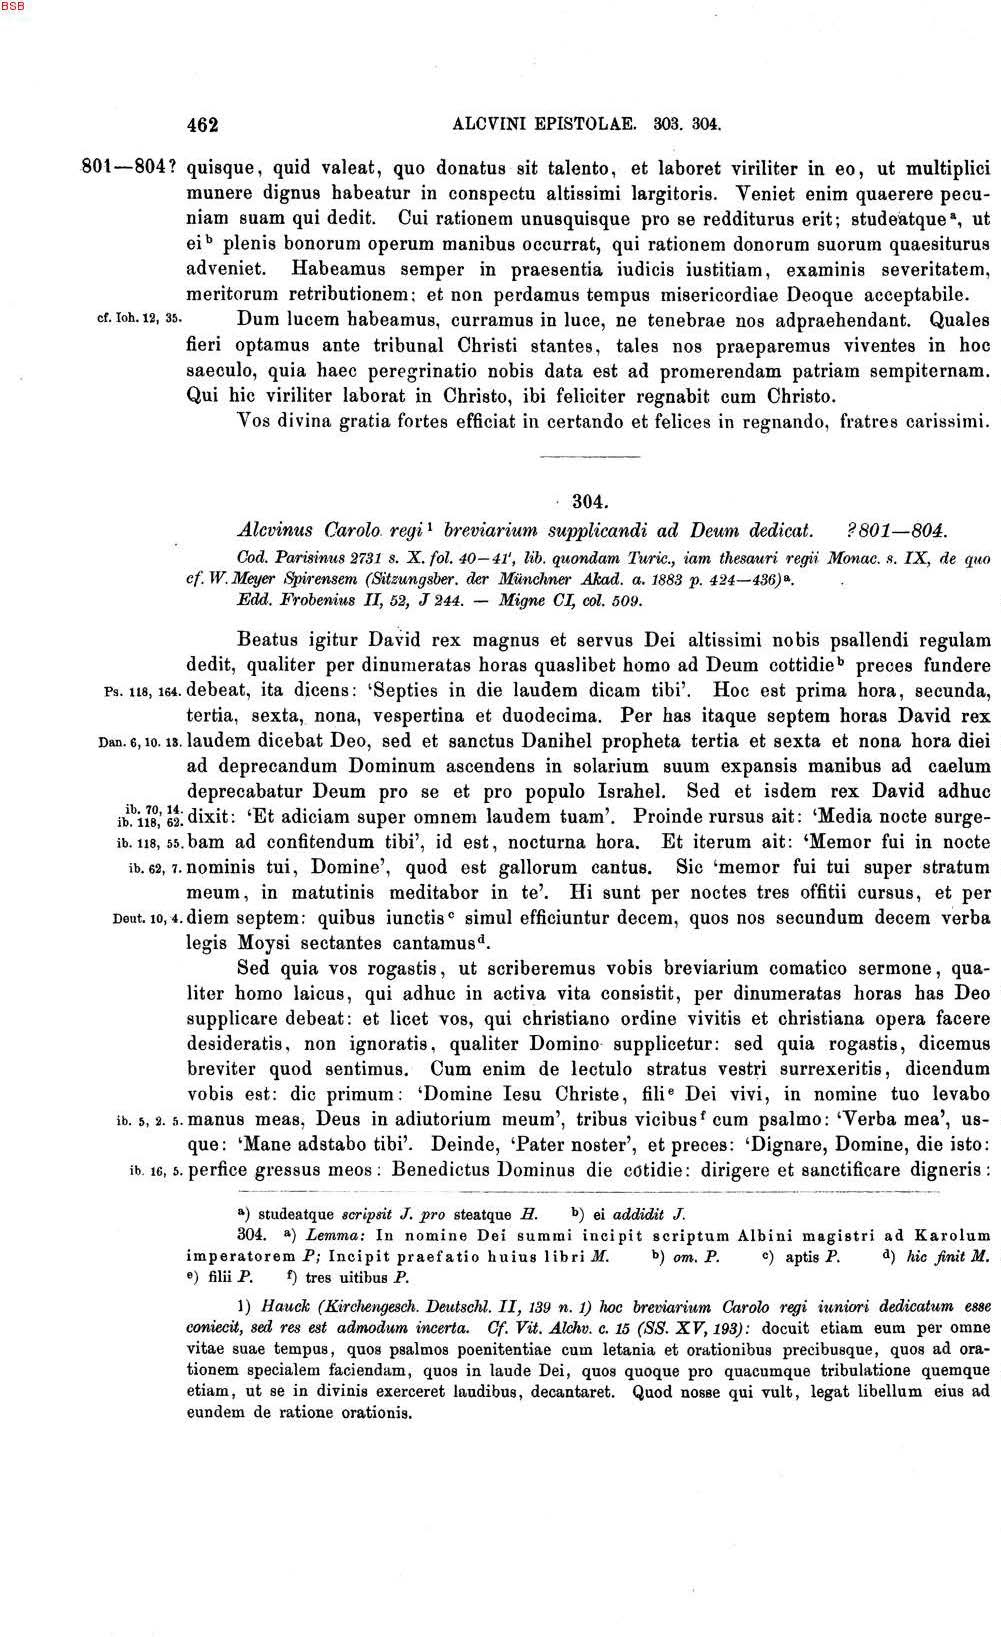 BSB
462 ALCVINI EPISTOLAE. 303. 304.
801—804? quisque, quid valeat, quo donatus sit talento, et laboret viriliter in eo, ut multiplici
munere dignus habeatur in conspectu altissimi largitoris. Veniet enim quaerere pecu-
niam suam qui dedit. Cui rationem unusquisque pro se redditurus erit; studeatque a, ut
ei b plenis bonorum operum manibus occurrat, qui rationem donorum suorum quaesiturus
adveniet. Habeamus semper in praesentia iudicis iustitiam, examinis severitatem,
meritorum retributionem; et non perdamus tempus misericordiae Deoque acceptabile.
cf. Ioh. 12, 35. Dum lucem habeamus, curramus in luce, ne tenebrae nos adpraehendant. Quales
fieri optamus ante tribunal Christi stantes, tales nos praeparemus viventes in hoc
saeculo, quia haec peregrinatio nobis data est ad promerendam patriam sempiternam.
Qui hic viriliter laborat in Christo, ibi feliciter regnabit cum Christo.
Vos divina gratia fortes efficiat in certando et felices in regnando, fratres carissimi.
304.
Alcvinus Carolo regi 1 breviarium supplicandi ad Deum dedicat. ?801—804.
Cod. Parisinus 2731 s. X. fol. 40—41', lib. quondam Turic., iam thesauri regii Monac. s. IX, de quo
cf. W. Meyer Spirensem (Sitzungsber. der Münchner Akad. a. 1883 p. 424—436) a.
Edd. Frobenius II, 52, J 244. — Migne CI, col. 509.
Beatus igitur David rex magnus et servus Dei altissimi nobis psallendi regulam
dedit, qualiter per dinumeratas horas quaslibet homo ad Deum cottidie b preces fundere
Ps. 118, 164. debeat, ita dicens: ‘Septies in die laudem dicam tibi’. Hoc est prima hora, secunda,
tertia, sexta, nona, vespertina et duodecima. Per has itaque septem horas David rex
Dan. 6, 10. 13. laudem dicebat Deo, sed et sanctus Danihel propheta tertia et sexta et nona hora diei
ad deprecandum Dominum ascendens in solarium suum expansis manibus ad caelum
deprecabatur Deum pro se et pro populo Israhel. Sed et isdem rex David adhuc
ib. 70, 14.
ib. 118, 62. dixit: ‘Et adiciam super omnem laudem tuam’. Proinde rursus ait: ‘Media nocte surge-
ib. 118, 55. bam ad confitendum tibi’, id est, nocturna hora. Et iterum ait: ‘Memor fui in nocte
ib. 62, 7. nominis tui, Domine’, quod est gallorum cantus. Sic ‘memor fui tui super stratum
meum, in matutinis meditabor in te’. Hi sunt per noctes tres offitii cursus, et per
Deut. 10, 4. diem septem: quibus iunctis c simul efficiuntur decem, quos nos secundum decem verba
legis Moysi sectantes cantamus d.
Sed quia vos rogastis, ut scriberemus vobis breviarium comatico sermone, qua-
liter homo laicus, qui adhuc in activa vita consistit, per dinumeratas horas has Deo
supplicare debeat: et licet vos, qui christiano ordine vivitis et christiana opera facere
desideratis, non ignoratis, qualiter Domino supplicetur: sed quia rogastis, dicemus
breviter quod sentimus. Cum enim de lectulo stratus vestri surrexeritis, dicendum
vobis est: dic primum: ‘Domine Iesu Christe, fili e Dei vivi, in nomine tuo levabo
ib. 5, 2. 5. manus meas, Deus in adiutorium meum’, tribus vicibus f cum psalmo: ‘Verba mea’, us-
que: ‘Mane adstabo tibi’. Deinde, ‘Pater noster’, et preces: ‘Dignare, Domine, die isto:
ib. 16, 5. perfice gressus meos: Benedictus Dominus die cotidie: dirigere et sanctificare digneris:
a) studeatque scripsit J. pro steatque H. b) ei addidit J.
304. a) Lemma: In nomine Dei summi incipit scriptum Albini magistri ad Karolum
imperatorem P; Incipit praefatio huius libri M. b) om. P. c) aptis P. d) hic finit M.
e) filii P. f) tres uitibus P.
1) Hauck (Kirchengesch. Deutschl. II, 139 n. 1) hoc breviarium Carolo regi iuniori dedicatum esse
coniecit, sed res est admodum incerta. Cf. Vit. Alchv. c. 15 (SS. XV, 193): docuit etiam eum per omne
vitae suae tempus, quos psalmos poenitentiae cum letania et orationibus precibusque, quos ad ora-
tionem specialem faciendam, quos in laude Dei, quos quoque pro quacumque tribulatione quemque
etiam, ut se in divinis exerceret laudibus, decantaret. Quod nosse qui vult, legat libellum eius ad
eundem de ratione orationis.